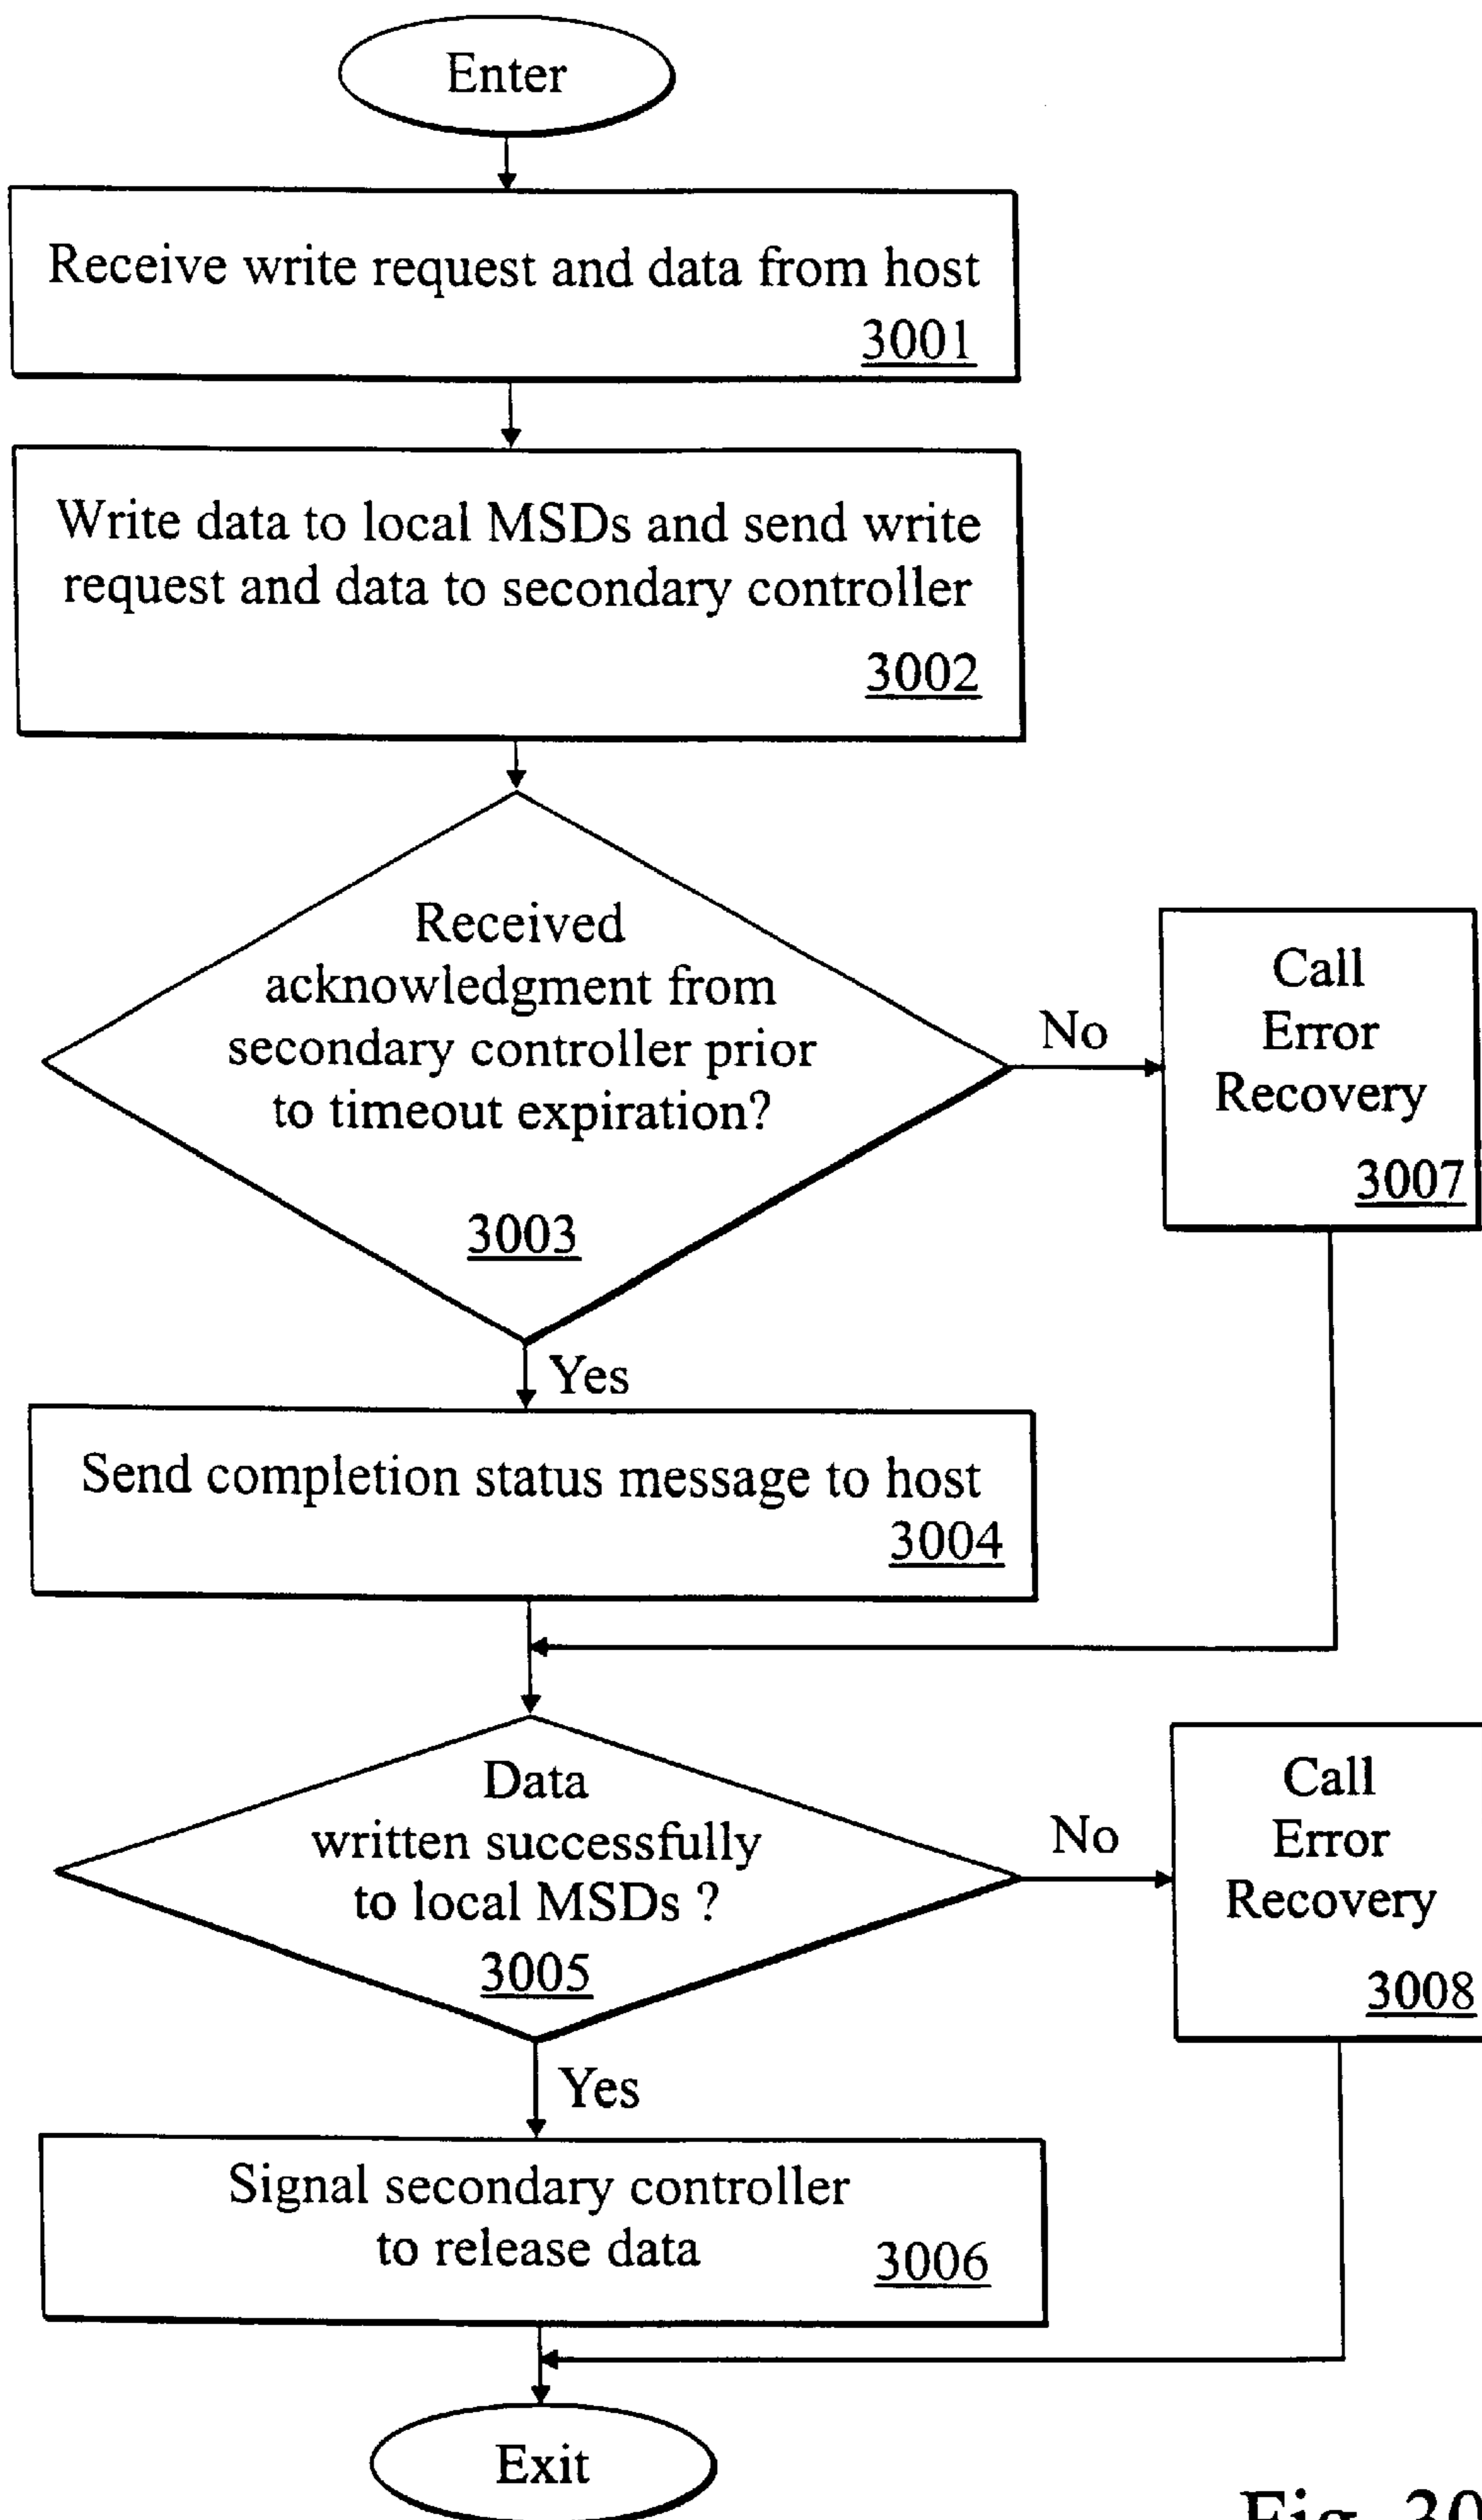 Enter
Receive write request and data from host
3001
Write data to local MSDs and send write
request and data to secondary controller
3002
Received
acknowledgment from
secondary controller prior
to timeout expiration?
3003
No
Call
Error
Recovery
3007
Yes
Send completion status message to host
3004
Data
written successfully
to local MSDs ?
3005
No
Call
Error
Recovery
3008
Yes
Signal secondary controller
to release data
3006
Exit
Fig. 30